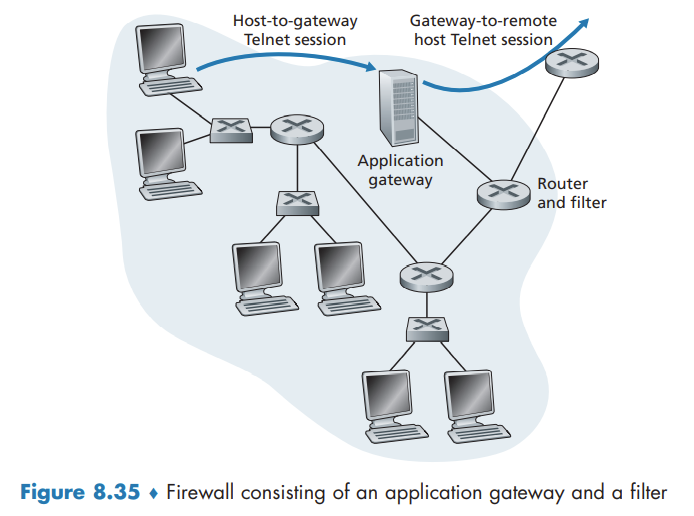 Host-to-gateway
Telnet session
Gateway-to-remote
host Telnet session
Application
gateway
Router
and filter
Figure 8.35 ♦ Firewall consisting of an application gateway and a filter